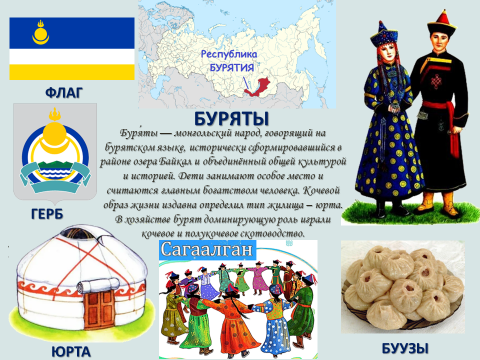 Республика
БУРЯТИЯ
ФЛАГ
БУРЯТЫ
Буря́ты — монгольский народ, говорящий на
бурятском языке, исторически сформировавшийся в
районе озера Байкал и объединённый общей культурой
и историей. Дети занимают особое место и
считаются главным богатством человека. Кочевой
образ жизни издавна определил тип жилища – юрта.
В хозяйстве бурят доминирующую роль играли
кочевое и полукочевое скотоводство.
ГЕРБ
Сагаалган
ЮРТА
БУУЗЫ